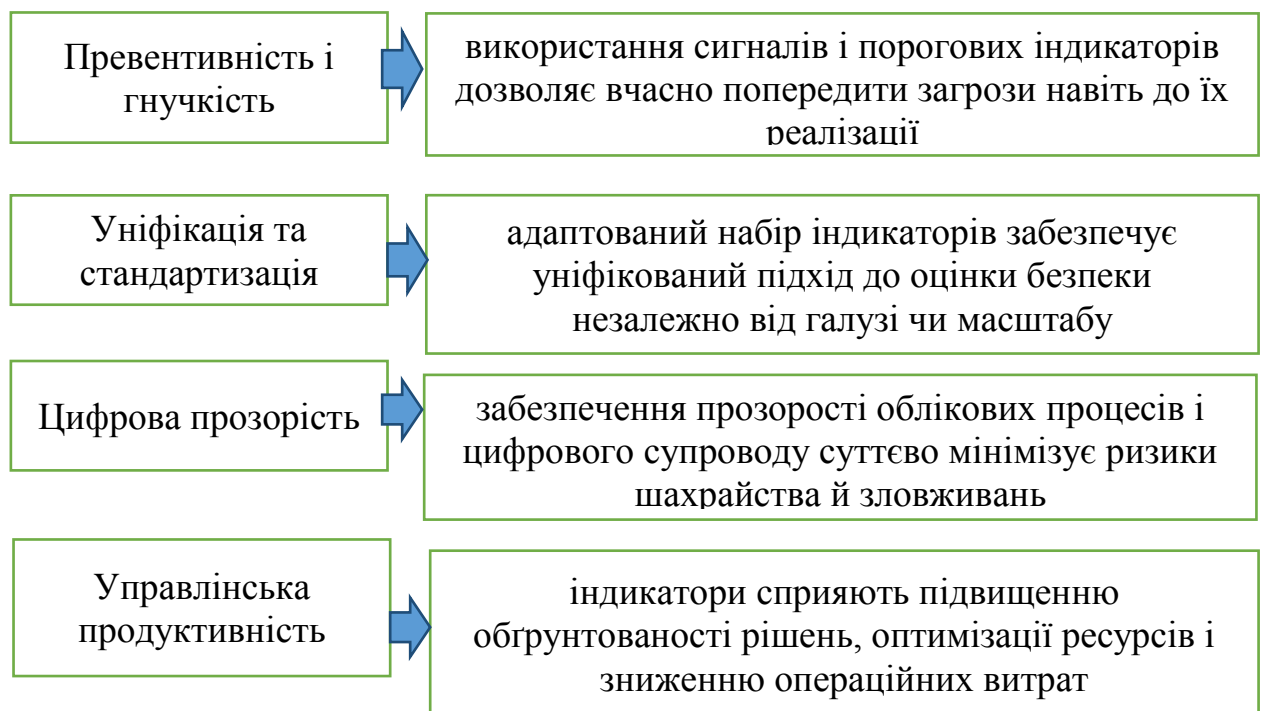 Превентивність і
гнучкість
використання сигналів і порогових індикаторів
дозволяє вчасно попередити загрози навіть до їх
реалізації
Уніфікація та
стандартизація
адаптований набір індикаторів забезпечує
уніфікований підхід до оцінки безпеки
незалежно від галузі чи масштабу
Цифрова прозорість
забезпечення прозорості облікових процесів і
цифрового супроводу суттєво мінімізує ризики
шахрайства й зловживань
Управлінська
продуктивність
індикатори сприяють підвищенню
обґрунтованості рішень, оптимізації ресурсів і
зниженню операційних витрат